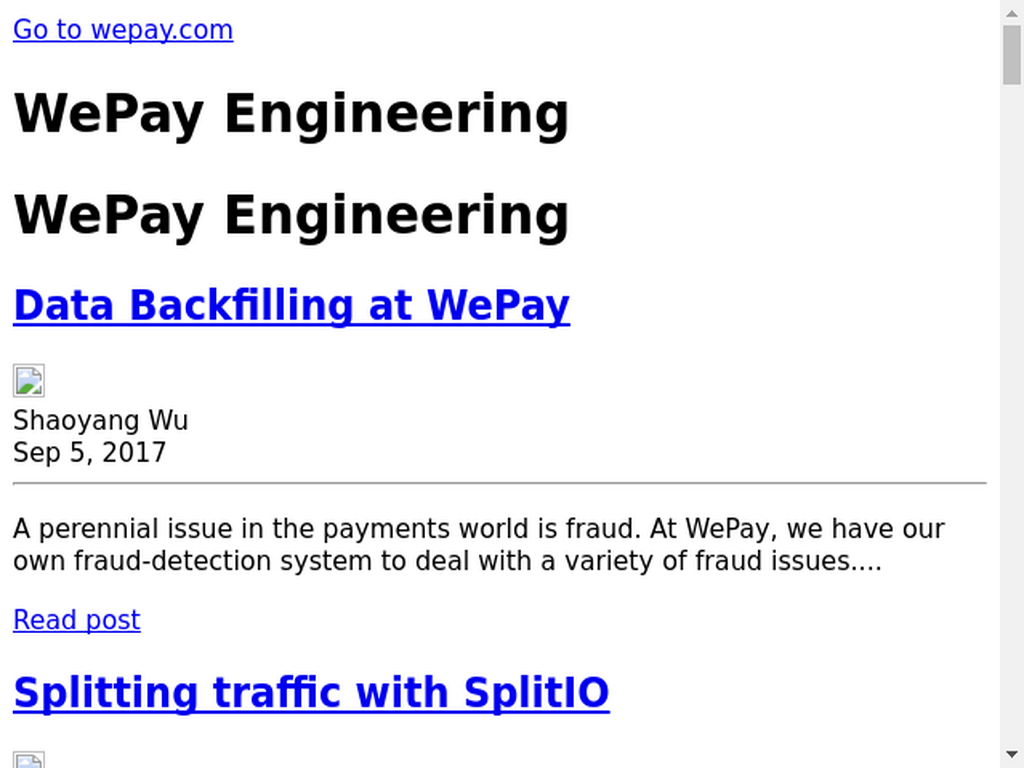 Go to wepay.com
WePay Engineering
WePay Engineering
Data Backfilling at WePay
Shaoyang Wu
Sep 5, 2017
A perennial issue in the payments world is fraud. At WePay, we have our
own fraud-detection system to deal with a variety of fraud issues....
Read post
Splitting traffic with SplitIO